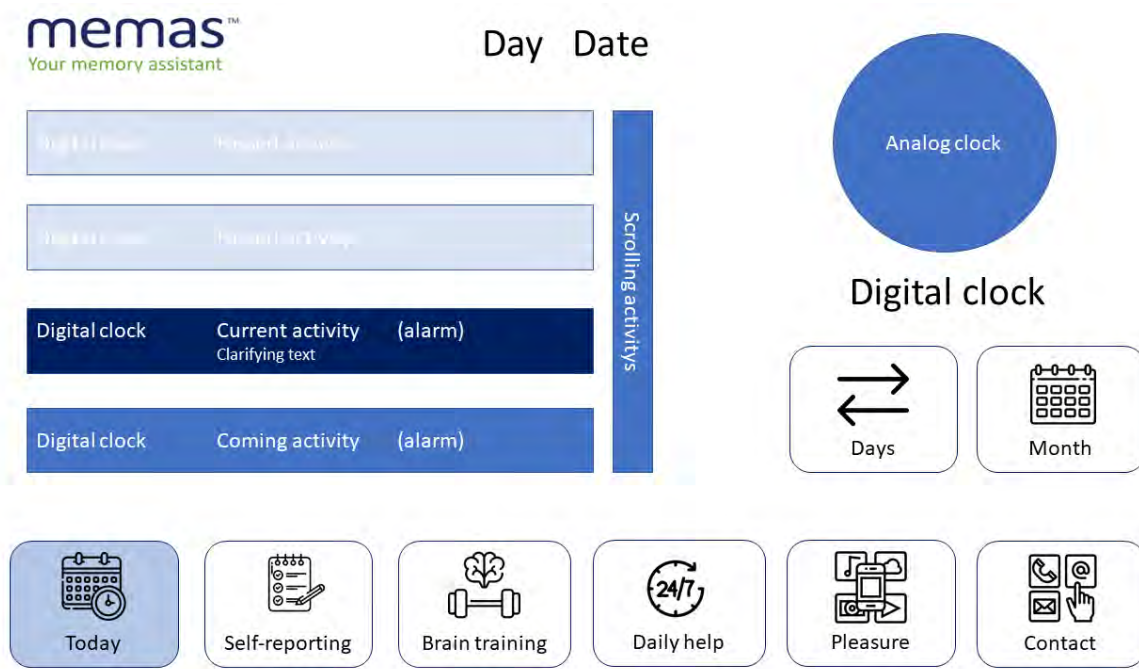 memas™
Your memory assistant
Day Date
Analog clock
Digital clock
Digital clock Current activity (alarm)
Clarifying text
Digital clock Coming activity (alarm)
Scrolling activitys
Days
Month
Today
Self-reporting
Brain training
24/7
Daily help
@
Pleasure
Contact